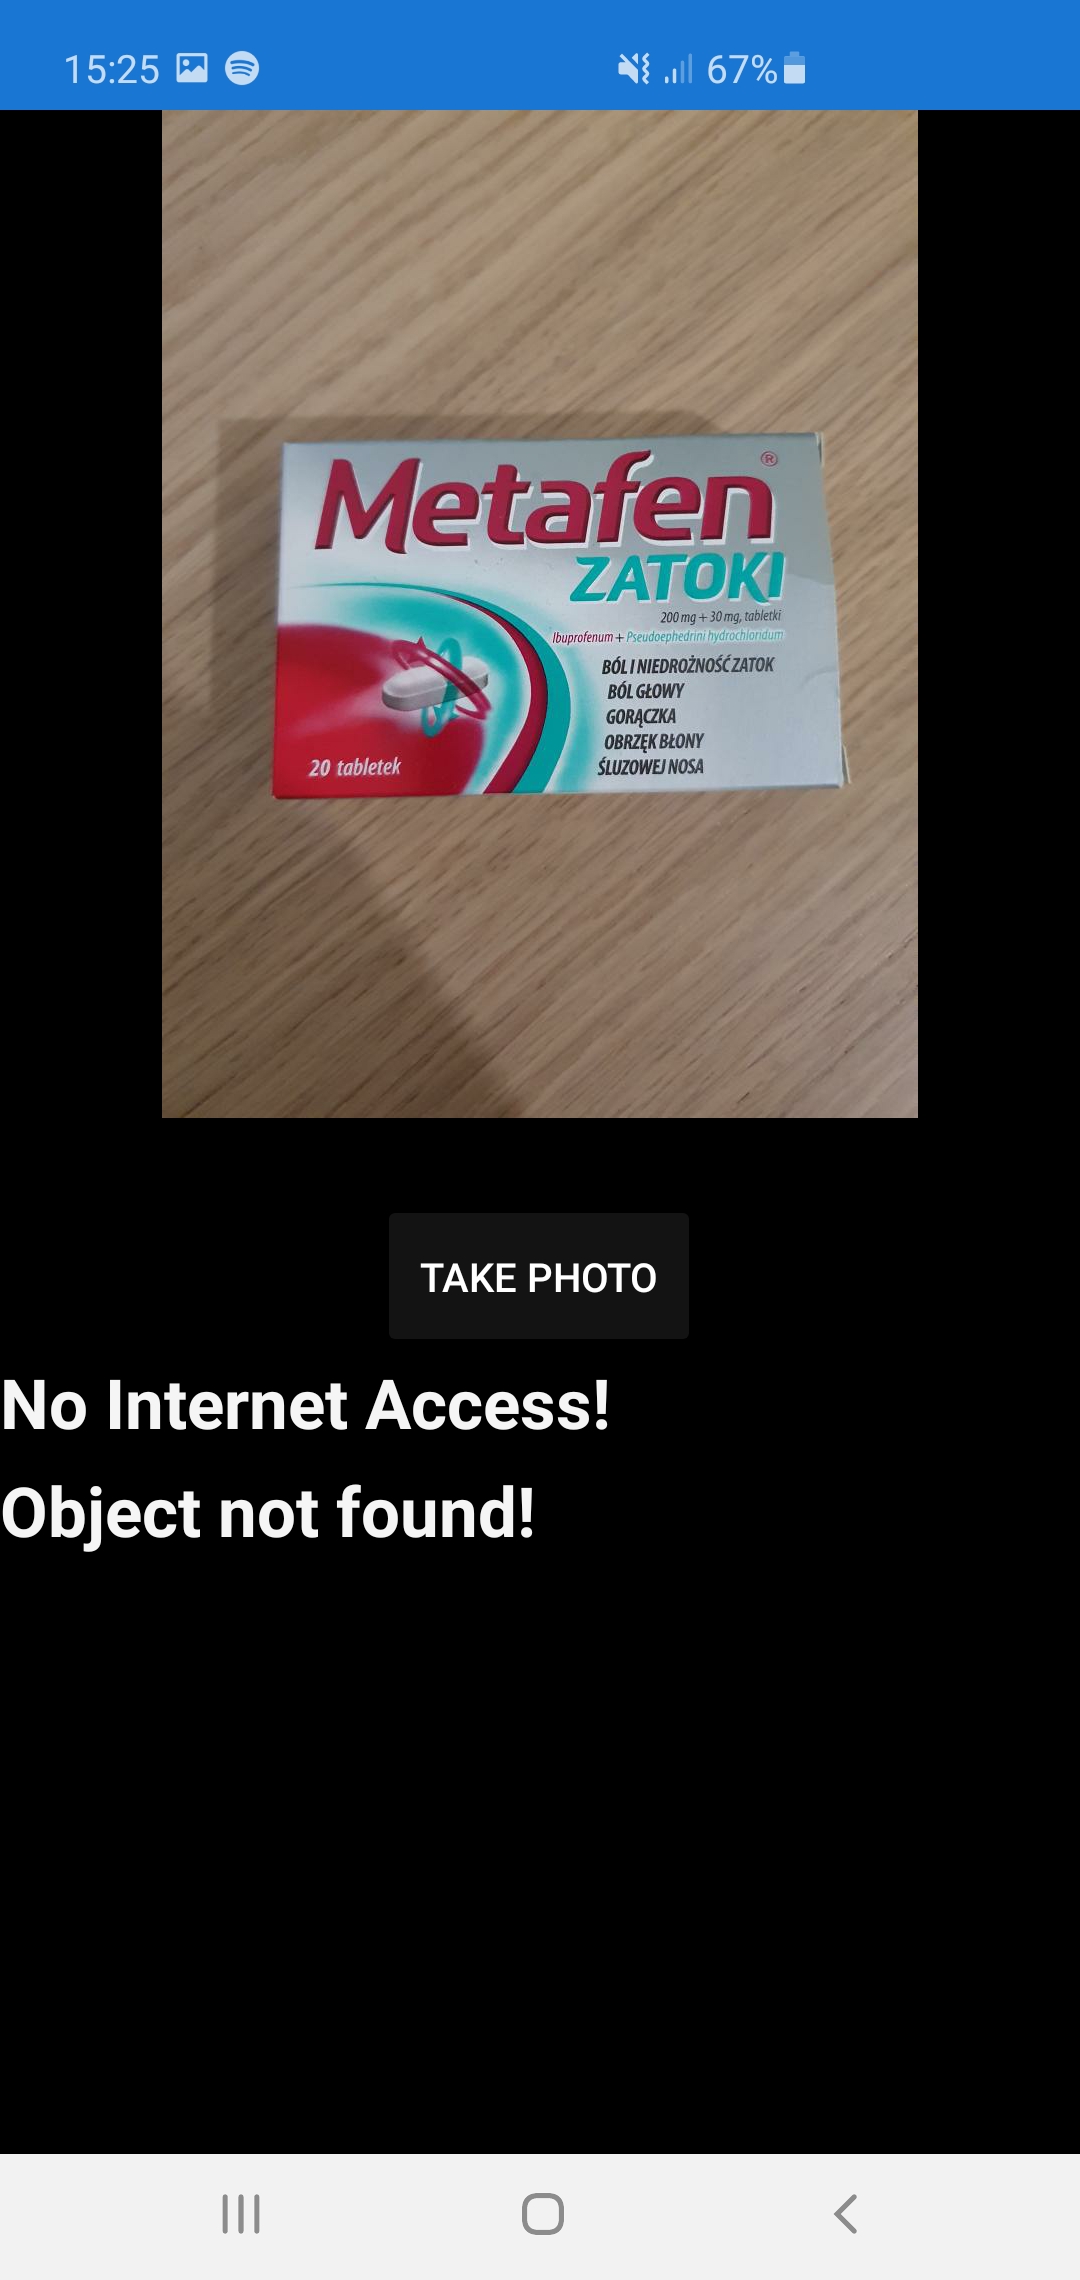 15:25 67%
Metafen®
ZATOKI
200 mg + 30 mg, tabletki
Ibuprofenum + Pseudoephedrini hydrochloridum
BÓL I NIEDROŻNOŚĆ ZATOK
BÓL GŁOWY
GORĄCZKA
OBRZĘK BŁONY
ŚLUZOWEJ NOSA
20 tabletek
TAKE PHOTO
No Internet Access!
Object not found!